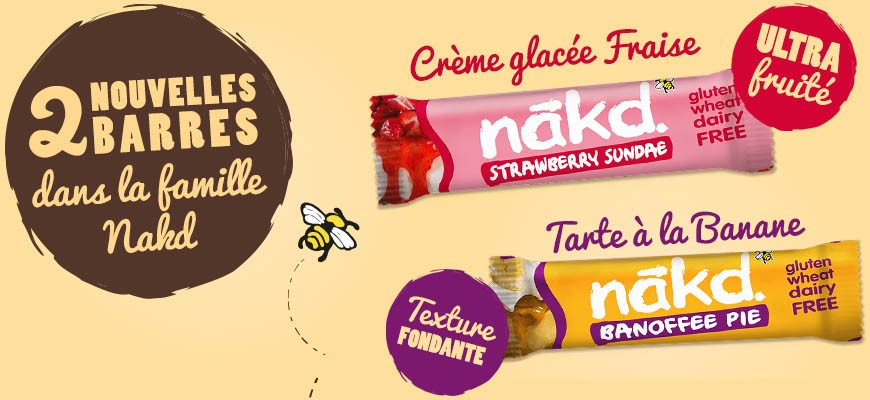 2 NOUVELLES
BARRES
dans la famille
Nakd
Crème glacée Fraise
ULTRA
fruité
nākd.
STRAWBERRY SUNDAE
gluten
wheat
dairy
FREE
Tarte à la Banane
nākd.
BANOFFEE PIE
gluten
wheat
dairy
FREE
Texture
FONDANTE